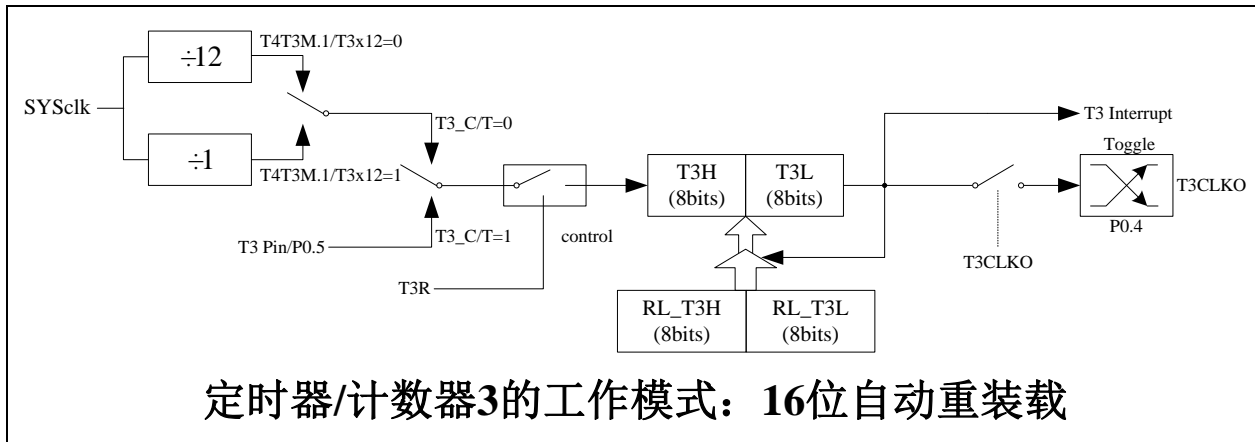 ÷12
T4T3M.1/T3x12=0
SYSclk
÷1
T4T3M.1/T3x12=1
T3_C/T=0
T3_C/T=1
T3 Pin/P0.5
T3R
control
T3H
(8bits)
T3L
(8bits)
RL_T3H
(8bits)
RL_T3L
(8bits)
T3 Interrupt
Toggle
T3CLKO
P0.4
T3CLKO
定时器/计数器3的工作模式：16位自动重装载